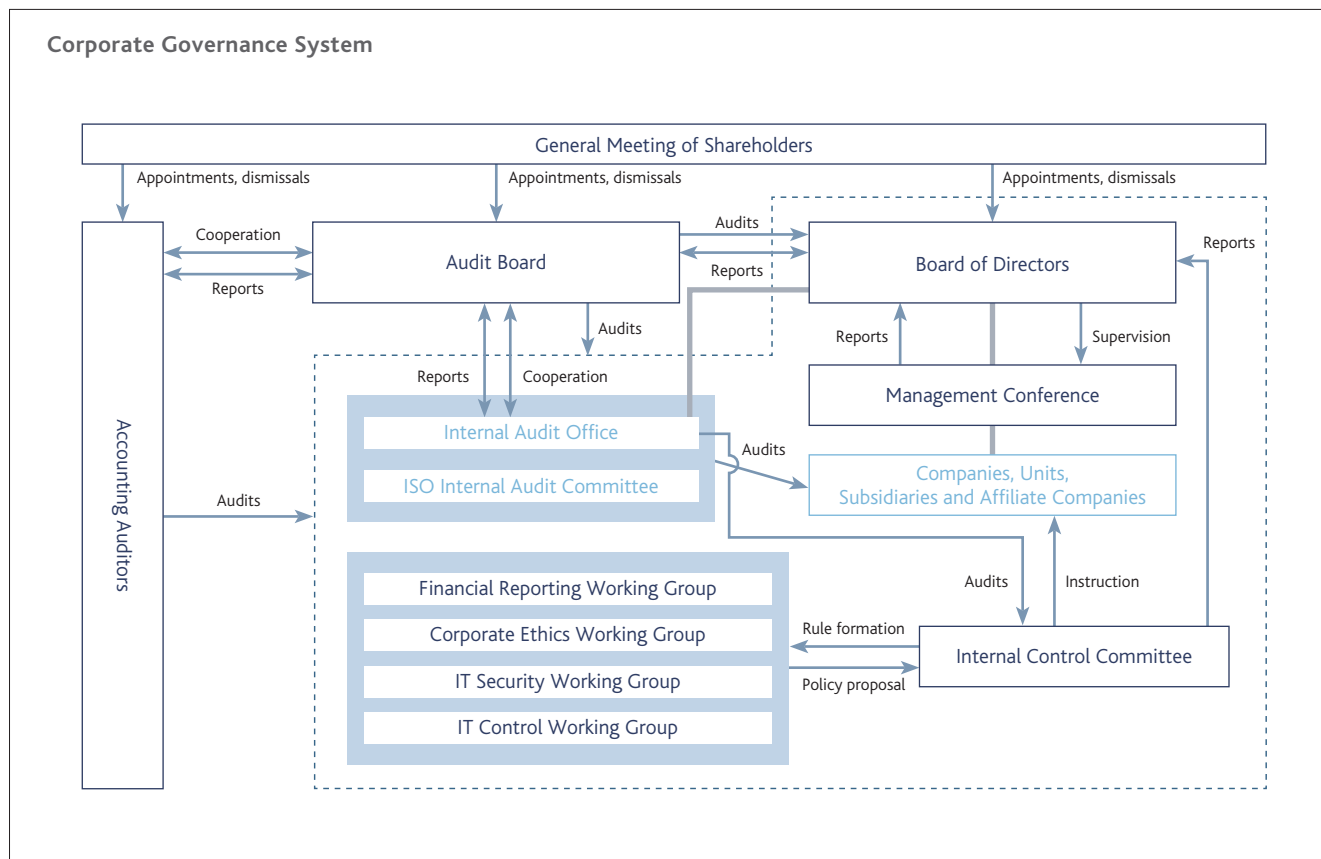 Corporate Governance System
General Meeting of Shareholders
Appointments, dismissals
Appointments, dismissals
Appointments, dismissals
Cooperation
Reports
Audit Board
Audits
Reports
Board of Directors
Reports
Audits
Reports
Supervision
Reports
Cooperation
Management Conference
Accounting Auditors
Internal Audit Office
Audits
ISO Internal Audit Committee
Companies, Units,
Subsidiaries and Affiliate Companies
Audits
Financial Reporting Working Group
Audits
Instruction
Corporate Ethics Working Group
Rule formation
Internal Control Committee
IT Security Working Group
Policy proposal
IT Control Working Group